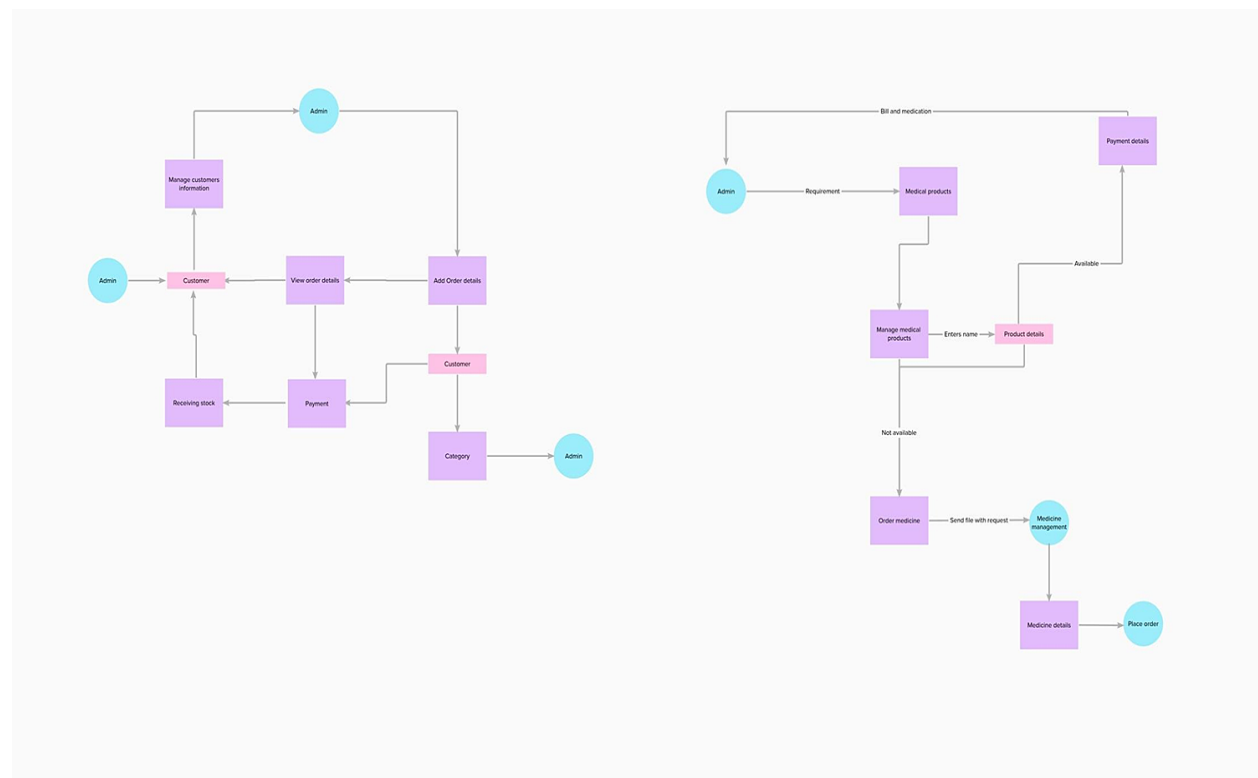 Admin
Manage customers
information
Admin
Customer
View order details
Add Order details
Customer
Receiving stock
Payment
Category
Admin
Bill and medication
Payment details
Admin
Requirement
Medical products
Available
Manage medical
products
Enters name
Product details
Not available
Order medicine
Send file with request
Medicine
management
Medicine details
Place order